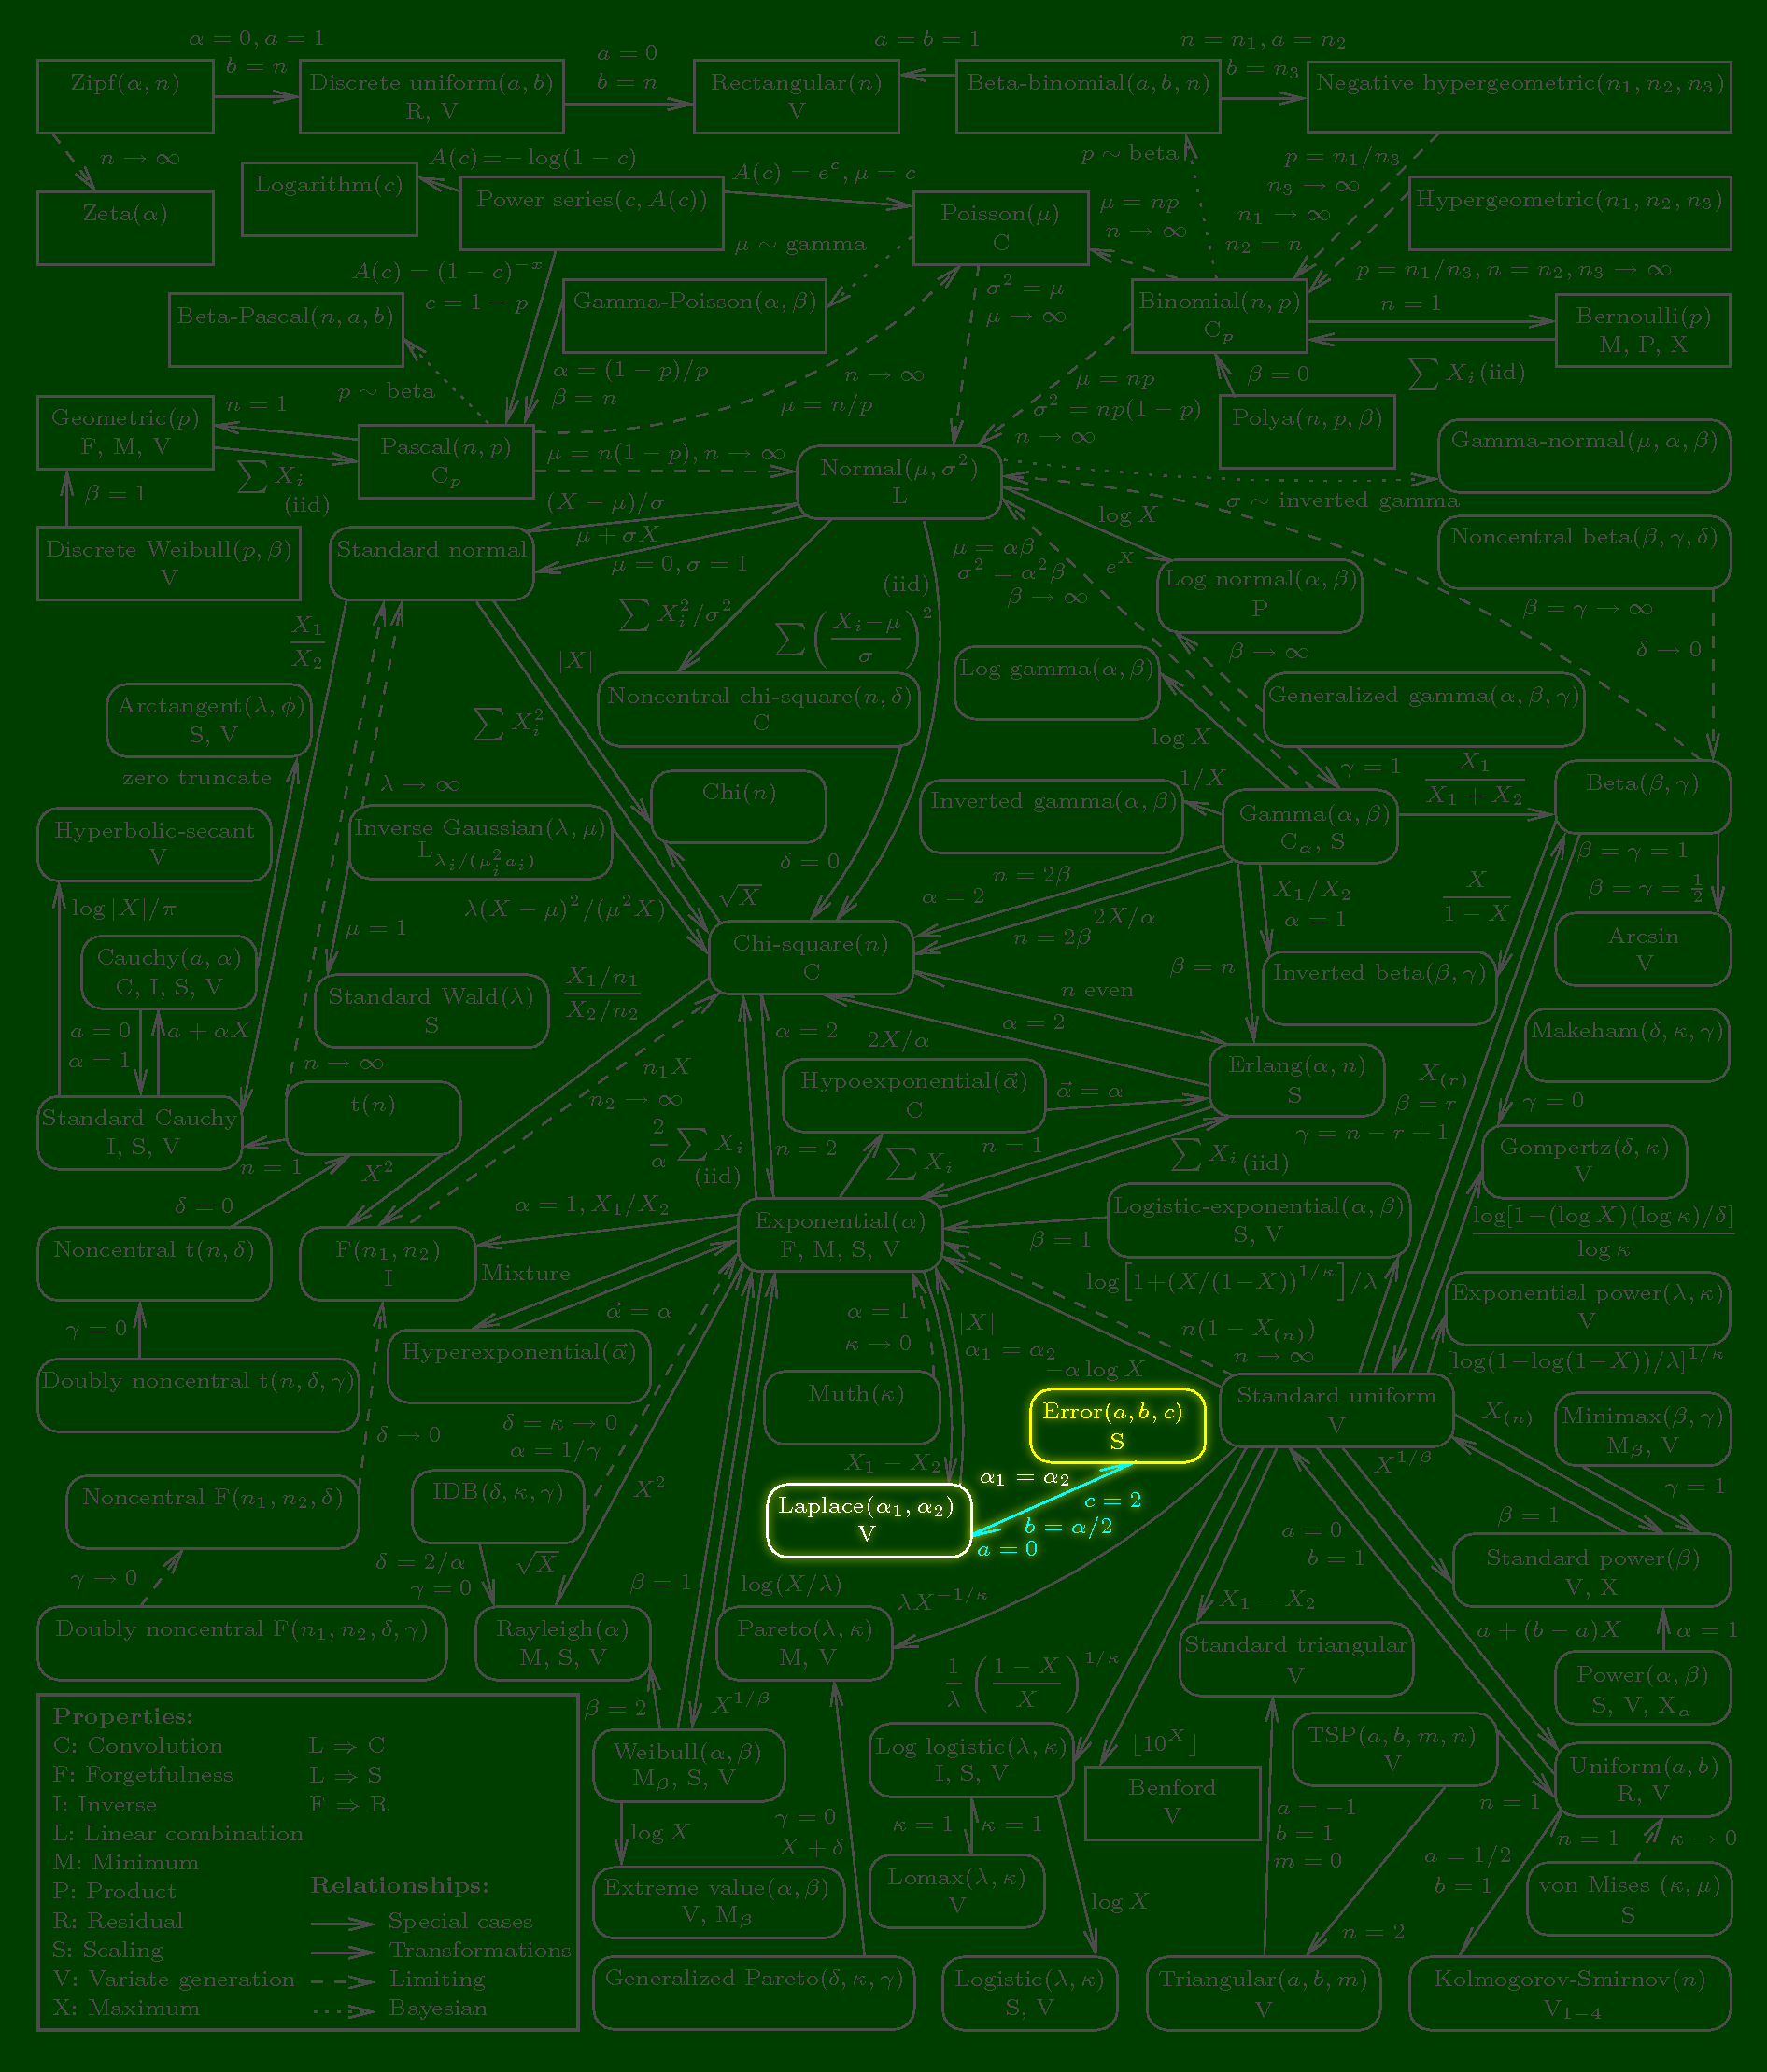 α = 0, a = 1
b = n
a = 0
b = n
a = b = 1
n = n₁, a = n₂
b = n₃
Zipf(α, n)
Discrete uniform(a, b)
R, V
Rectangular(n)
V
Beta-binomial(a, b, n)
Negative hypergeometric(n₁, n₂, n₃)
n → ∞
A(c) = − log(1 − c)
A(c) = eᶜ, μ = c
p ∼ beta
p = n₁/n₃
n₃ → ∞
n₁ → ∞
n₂ = n
Zeta(α)
Logarithm(c)
Power series(c, A(c))
Poisson(μ)
C
μ = np
n → ∞
Hypergeometric(n₁, n₂, n₃)
μ ∼ gamma
p = n₁/n₃, n = n₂, n₃ → ∞
A(c) = (1 − c)⁻ˣ
c = 1 − p
σ² = μ
μ → ∞
Beta-Pascal(n, a, b)
Gamma-Poisson(α, β)
Binomial(n, p)
Cₚ
n = 1
Bernoulli(p)
M, P, X
∑ Xᵢ (iid)
α = (1 − p)/p
β = n
p ∼ beta
n → ∞
μ = n/p
μ = np
σ² = np(1 − p)
n → ∞
β = 0
Polya(n, p, β)
Geometric(p)
F, M, V
n = 1
∑ Xᵢ
(iid)
Pascal(n, p)
Cₚ
μ = n(1 − p), n → ∞
Normal(μ, σ²)
L
Gamma-normal(μ, α, β)
σ ∼ inverted gamma
β = 1
(X − μ)/σ
μ + σX
μ = 0, σ = 1
log X
Discrete Weibull(p, β)
V
Standard normal
Noncentral beta(β, γ, δ)
μ = αβ
σ² = α²β
β → ∞
eˣ
Log normal(α, β)
P
(iid)
∑ Xᵢ²/σ²
∑ ((Xᵢ−μ)/σ)²
X₁/X₂
|X|
∑ Xᵢ²
β = γ → ∞
δ → 0
β → ∞
Log gamma(α, β)
Generalized gamma(α, β, γ)
Noncentral chi-square(n, δ)
C
Arctangent(λ, φ)
S, V
zero truncate
log X
γ = 1
1/X
X₁/(X₁ + X₂)
λ → ∞
Chi(n)
Inverted gamma(α, β)
Gamma(α, β)
C_α, S
Beta(β, γ)
Hyperbolic-secant
V
Inverse Gaussian(λ, μ)
L_{λᵢ/(μᵢ²aᵢ)}
δ = 0
n = 2β
α = 2
2X/α
n = 2β
X₁/X₂
α = 1
X/(1 − X)
β = γ = 1
β = γ = 1/2
log |X|/π
λ(X − μ)²/(μ²X)
√X
μ = 1
Cauchy(a, α)
C, I, S, V
Chi-square(n)
C
Arcsin
V
β = n
Inverted beta(β, γ)
Standard Wald(λ)
S
(X₁/n₁)/(X₂/n₂)
n even
α = 2
α = 2
2X/α
a = 0
α = 1
a + αX
n → ∞
Makeham(δ, κ, γ)
Erlang(α, n)
S
Hypoexponential(α⃗)
C
α⃗ = α
n₁X
n₂ → ∞
X₍ᵣ₎
β = r
γ = n − r + 1
γ = 0
Standard Cauchy
I, S, V
t(n)
n = 1
X²
δ = 0
(2/α) ∑ Xᵢ
(iid)
n = 2
∑ Xᵢ
n = 1
∑ Xᵢ (iid)
Gompertz(δ, κ)
V
log[1−(log X)(log κ)/δ] / log κ
α = 1, X₁/X₂
Exponential(α)
F, M, S, V
Logistic-exponential(α, β)
S, V
β = 1
log[1+(X/(1−X))^{1/κ}]/λ
Noncentral t(n, δ)
F(n₁, n₂)
I
Mixture
α⃗ = α
Exponential power(λ, κ)
V
[log(1−log(1−X))/λ]^{1/κ}
γ = 0
Hyperexponential(α⃗)
α = 1
κ → 0
|X|
α₁ = α₂
n(1 − X₍ₙ₎)
n → ∞
−α log X
Doubly noncentral t(n, δ, γ)
Muth(κ)
Error(a, b, c)
S
Standard uniform
V
X₍ₙ₎
Minimax(β, γ)
M_β, V
δ → 0
δ = κ → 0
α = 1/γ
X₁ − X₂
X²
α₁ = α₂
c = 2
b = α/2
a = 0
X^{1/β}
γ = 1
β = 1
Noncentral F(n₁, n₂, δ)
IDB(δ, κ, γ)
Laplace(α₁, α₂)
V
a = 0
b = 1
Standard power(β)
V, X
γ → 0
δ = 2/α
γ = 0
√X
β = 1
log(X/λ)
λX^{−1/κ}
X₁ − X₂
a + (b − a)X
α = 1
Doubly noncentral F(n₁, n₂, δ, γ)
Rayleigh(α)
M, S, V
Pareto(λ, κ)
M, V
Standard triangular
V
Power(α, β)
S, V, X_α
(1/λ)((1 − X)/X)^{1/κ}
β = 2
X^{1/β}
Properties:
C: Convolution
F: Forgetfulness
I: Inverse
L: Linear combination
M: Minimum
P: Product
R: Residual
S: Scaling
V: Variate generation
X: Maximum
L ⇒ C
L ⇒ S
F ⇒ R
Relationships:
Special cases
Transformations
Limiting
Bayesian
Weibull(α, β)
M_β, S, V
Log logistic(λ, κ)
I, S, V
⌊10ˣ⌋
Benford
V
TSP(a, b, m, n)
V
Uniform(a, b)
R, V
log X
γ = 0
X + δ
κ = 1
κ = 1
a = −1
b = 1
m = 0
n = 1
n = 1
κ → 0
a = 1/2
b = 1
Extreme value(α, β)
V, M_β
Lomax(λ, κ)
V
log X
n = 2
von Mises (κ, μ)
S
Generalized Pareto(δ, κ, γ)
Logistic(λ, κ)
S, V
Triangular(a, b, m)
V
Kolmogorov-Smirnov(n)
V₁₋₄